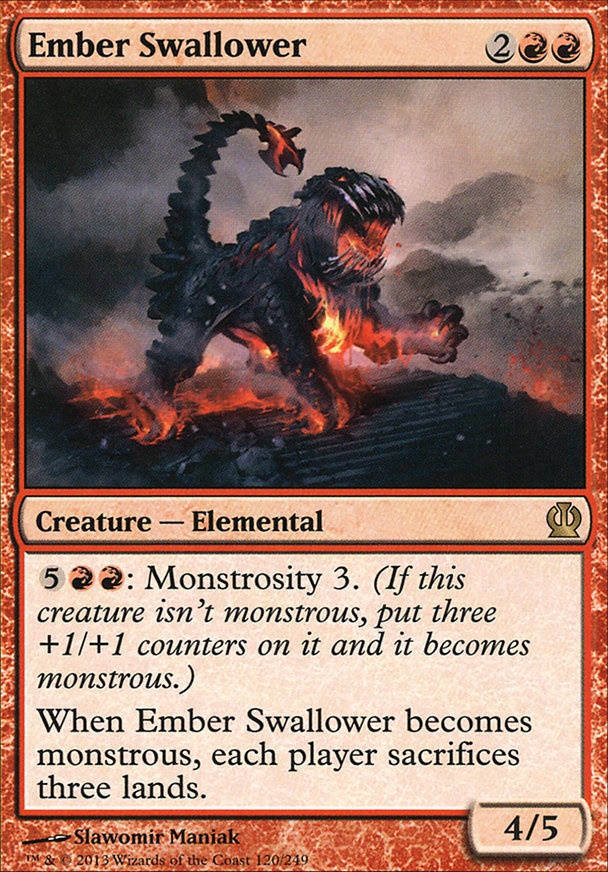 Ember Swallower 2
Creature — Elemental
5: Monstrosity 3. (If this
creature isn't monstrous, put three
+1/+1 counters on it and it becomes
monstrous.)
When Ember Swallower becomes
monstrous, each player sacrifices
three lands.
4/5
Slawomir Maniak
™ & © 2013 Wizards of the Coast 120/249